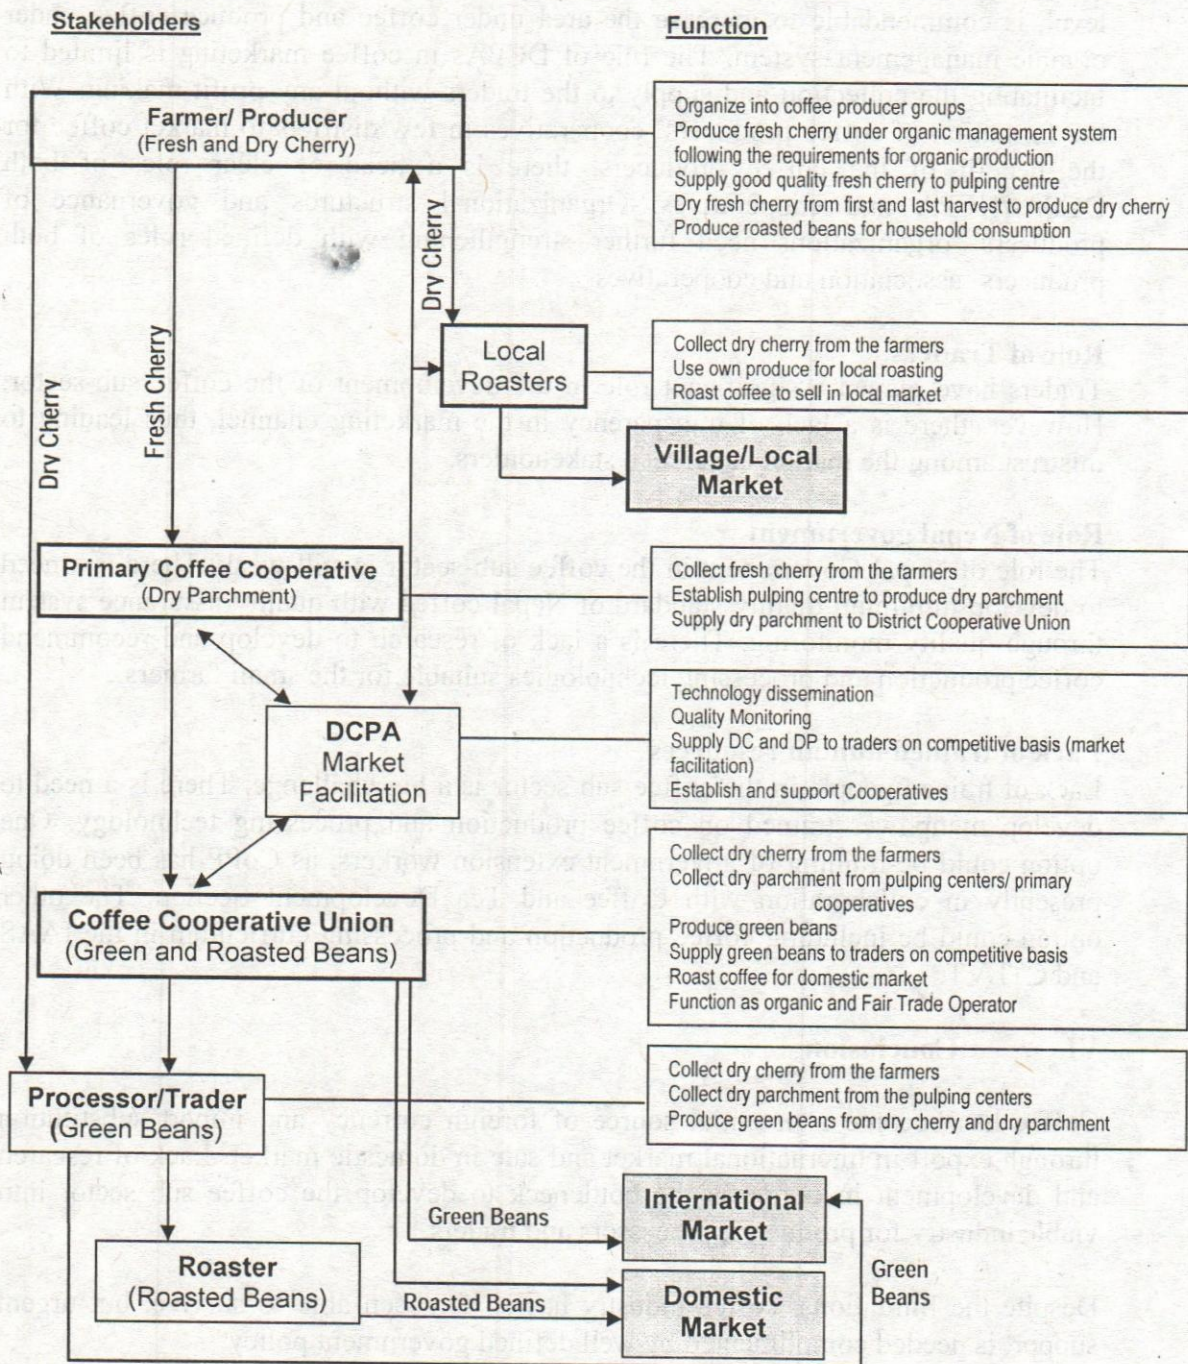 Stakeholders
Function
Farmer/ Producer
(Fresh and Dry Cherry)
Organize into coffee producer groups
Produce fresh cherry under organic management system
following the requirements for organic production
Supply good quality fresh cherry to pulping centre
Dry fresh cherry from first and last harvest to produce dry cherry
Produce roasted beans for household consumption
Dry Cherry
Fresh Cherry
Dry Cherry
Local
Roasters
Collect dry cherry from the farmers
Use own produce for local roasting
Roast coffee to sell in local market
Village/Local
Market
Primary Coffee Cooperative
(Dry Parchment)
Collect fresh cherry from the farmers
Establish pulping centre to produce dry parchment
Supply dry parchment to District Cooperative Union
DCPA
Market
Facilitation
Technology dissemination
Quality Monitoring
Supply DC and DP to traders on competitive basis (market
facilitation)
Establish and support Cooperatives
Coffee Cooperative Union
(Green and Roasted Beans)
Collect dry cherry from the farmers
Collect dry parchment from pulping centers/ primary
cooperatives
Produce green beans
Supply green beans to traders on competitive basis
Roast coffee for domestic market
Function as organic and Fair Trade Operator
Processor/Trader
(Green Beans)
Collect dry cherry from the farmers
Collect dry parchment from the pulping centers
Produce green beans from dry cherry and dry parchment
Green Beans
International
Market
Roaster
(Roasted Beans)
Roasted Beans
Domestic
Market
Green
Beans